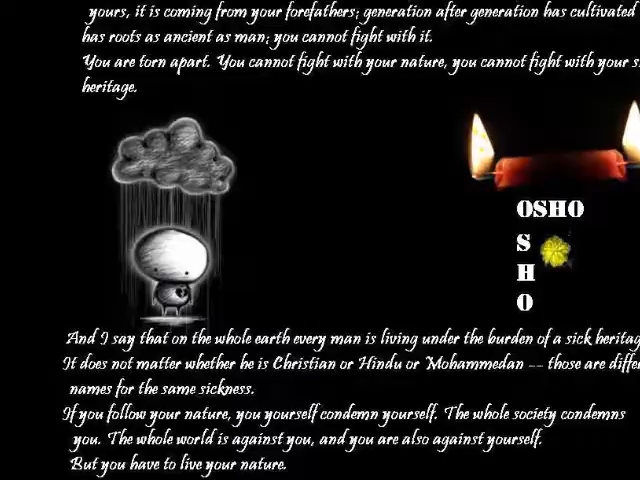 yours, it is coming from your forefathers; generation after generation has cultivated
has roots as ancient as man; you cannot fight with it.
You are torn apart. You cannot fight with your nature, you cannot fight with your
heritage.
OSHO
S
H
O
And I say that on the whole earth every man is living under the burden of a sick
It does not matter whether he is Christian or Hindu or Mohammedan -- those are
names for the same sickness.
If you follow your nature, you yourself condemn yourself. The whole society condemns
you. The whole world is against you, and you are also against yourself.
But you have to live your nature.